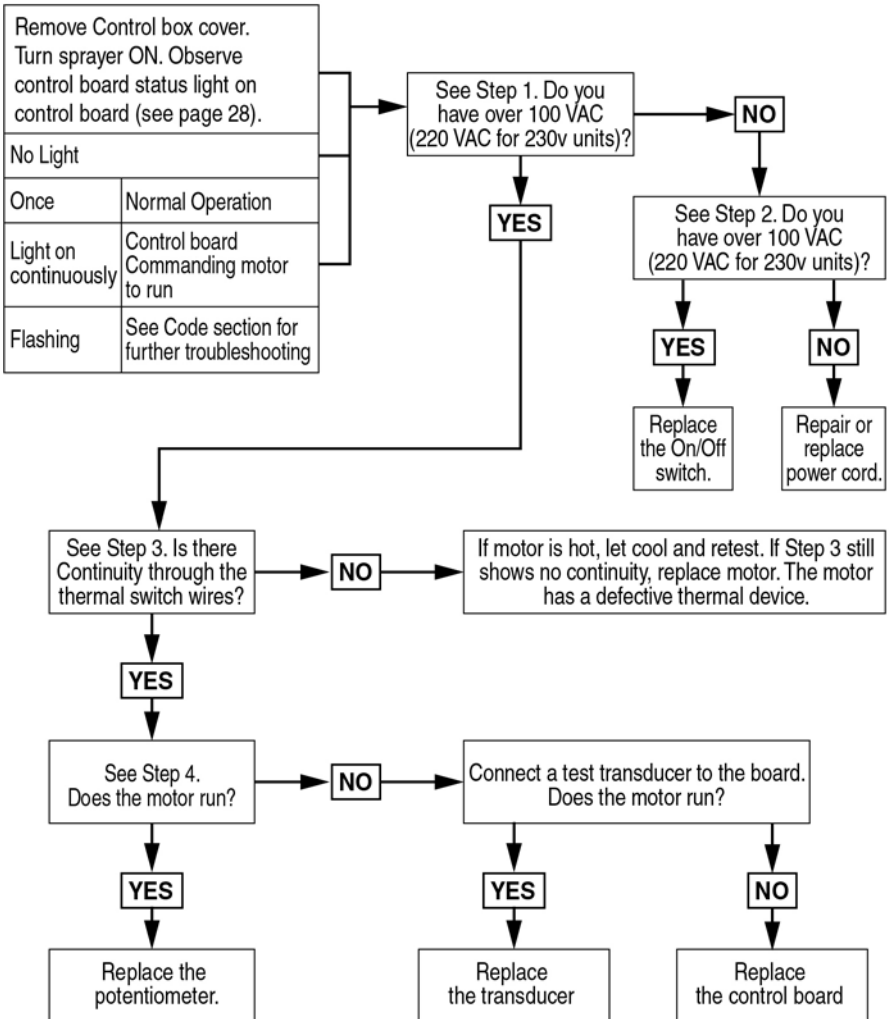 Remove Control box cover.
Turn sprayer ON. Observe
control board status light on
control board (see page 28).
No Light
Once
Normal Operation
Light on
continuously
Control board
Commanding motor
to run
Flashing
See Code section for
further troubleshooting
See Step 1. Do you
have over 100 VAC
(220 VAC for 230v units)?
NO
YES
See Step 2. Do you
have over 100 VAC
(220 VAC for 230v units)?
YES
NO
Replace
the On/Off
switch.
Repair or
replace
power cord.
See Step 3. Is there
Continuity through the
thermal switch wires?
NO
If motor is hot, let cool and retest. If Step 3 still
shows no continuity, replace motor. The motor
has a defective thermal device.
YES
See Step 4.
Does the motor run?
NO
Connect a test transducer to the board.
Does the motor run?
YES
YES
NO
Replace the
potentiometer.
Replace
the transducer
Replace
the control board